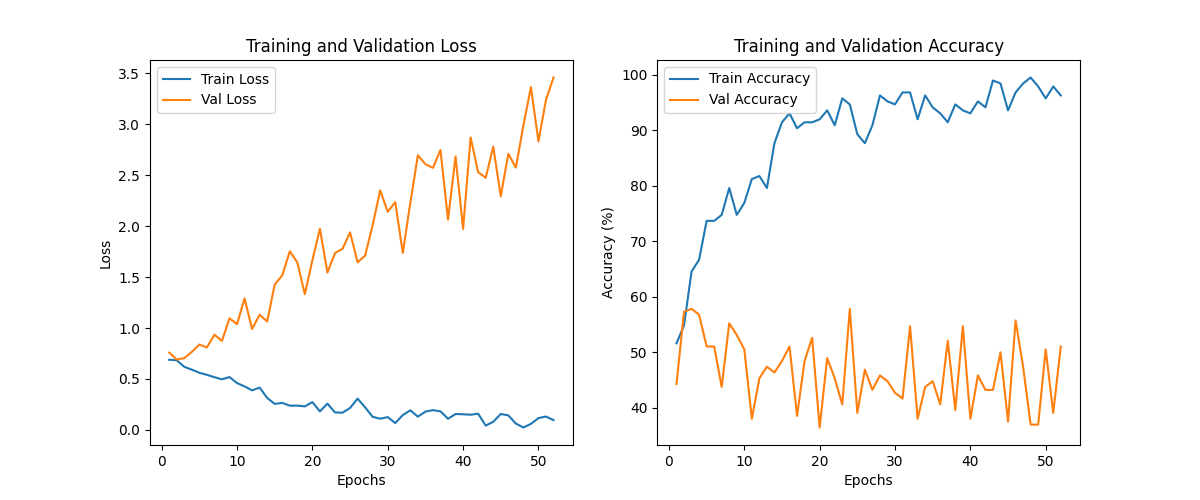 Training and Validation Loss
Train Loss
Val Loss
3.5
3.0
2.5
2.0
1.5
1.0
0.5
0.0
Loss
0 10 20 30 40 50
Epochs
Training and Validation Accuracy
Train Accuracy
Val Accuracy
100
90
80
70
60
50
40
Accuracy (%)
0 10 20 30 40 50
Epochs